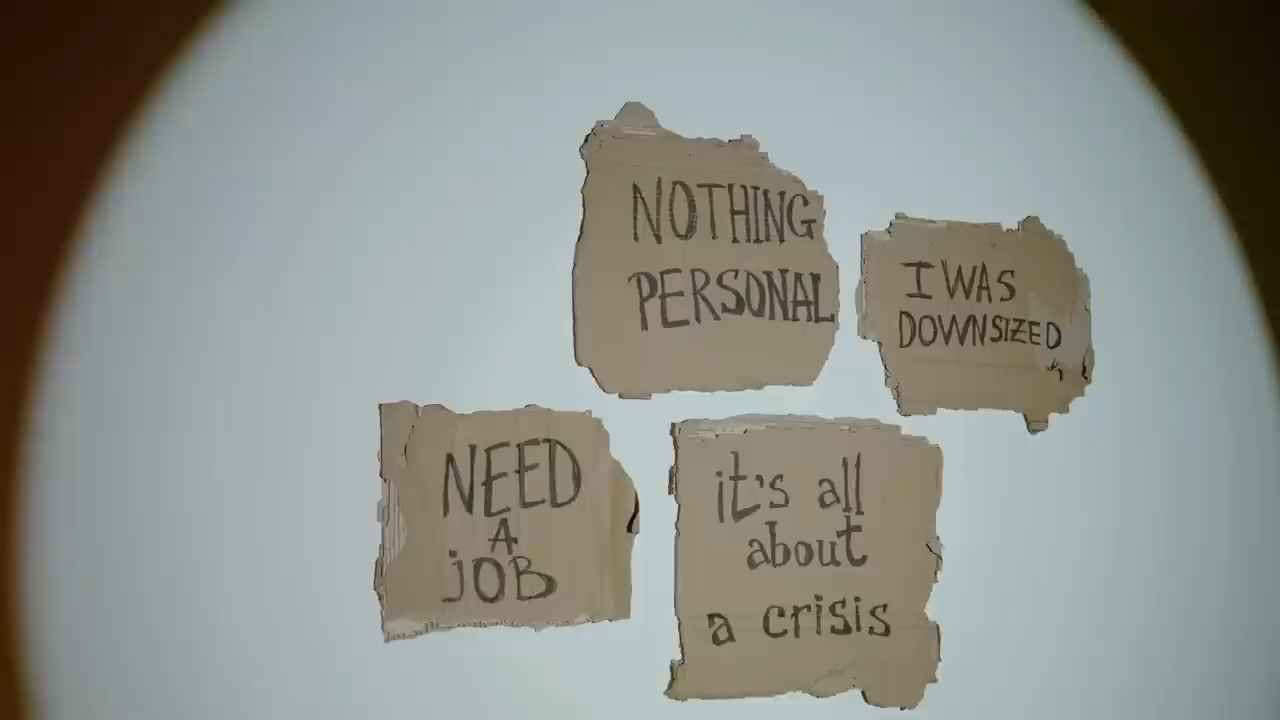 NOTHING
PERSONAL
I WAS
DOWNSIZED
NEED
A
jOB
it's all
about
a crisis